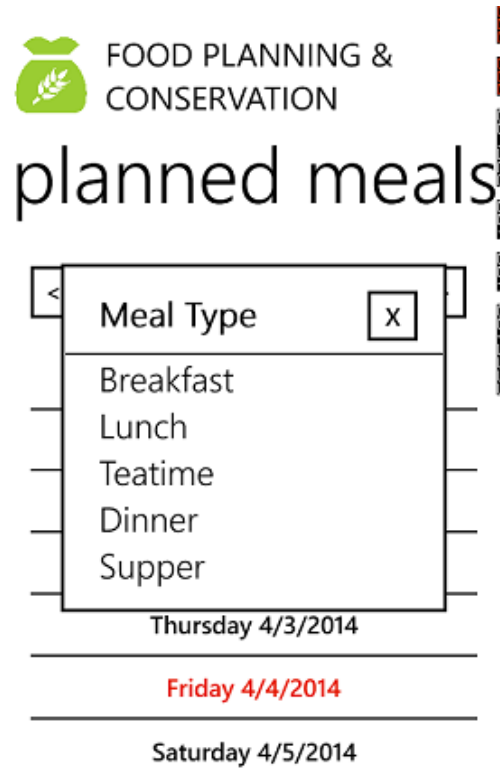 FOOD PLANNING &
CONSERVATION
planned meals
<
Meal Type
X
Breakfast
Lunch
Teatime
Dinner
Supper
Thursday 4/3/2014
Friday 4/4/2014
Saturday 4/5/2014